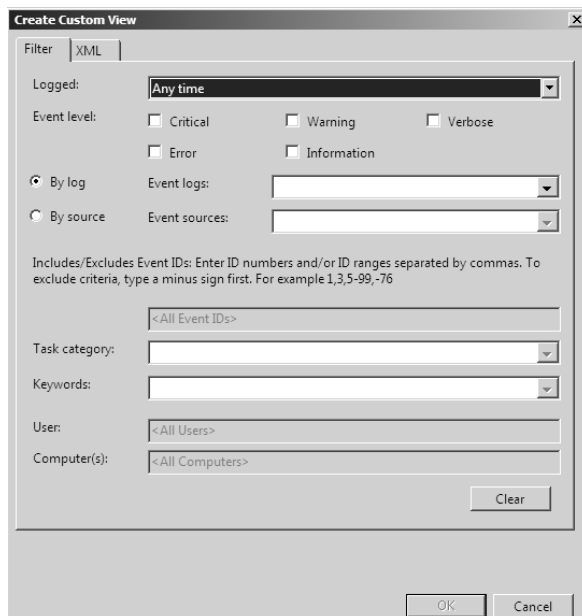 Create Custom View
Filter XML
Logged: Any time
Event level: Critical Warning Verbose
Error Information
By log Event logs:
By source Event sources:
Includes/Excludes Event IDs: Enter ID numbers and/or ID ranges separated by commas. To
exclude criteria, type a minus sign first. For example 1,3,5-99,-76
<All Event IDs>
Task category:
Keywords:
User: <All Users>
Computer(s): <All Computers>
Clear
OK Cancel